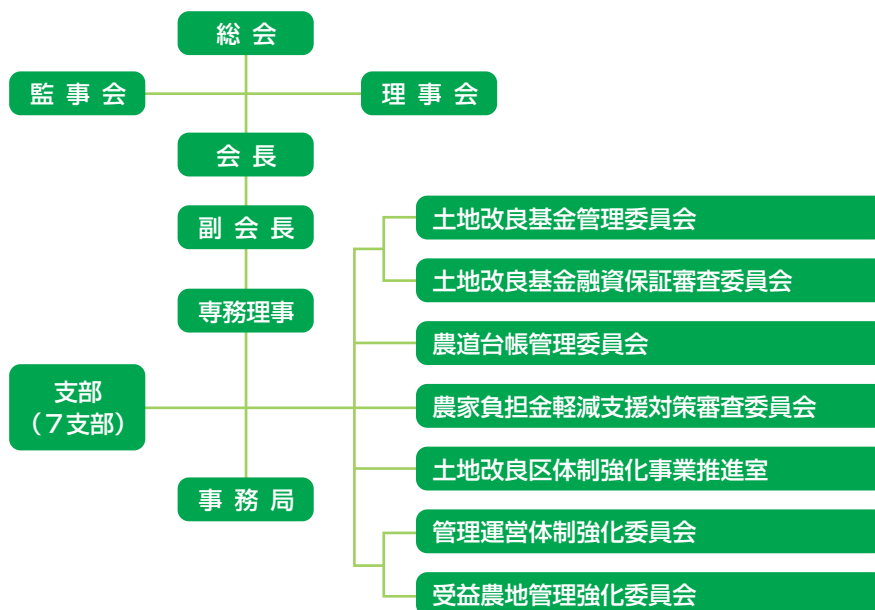 総会
監事会
理事会
会長
副会長
専務理事
支部
（7支部）
事務局
土地改良基金管理委員会
土地改良基金融資保証審査委員会
農道台帳管理委員会
農家負担金軽減支援対策審査委員会
土地改良区体制強化事業推進室
管理運営体制強化委員会
受益農地管理強化委員会